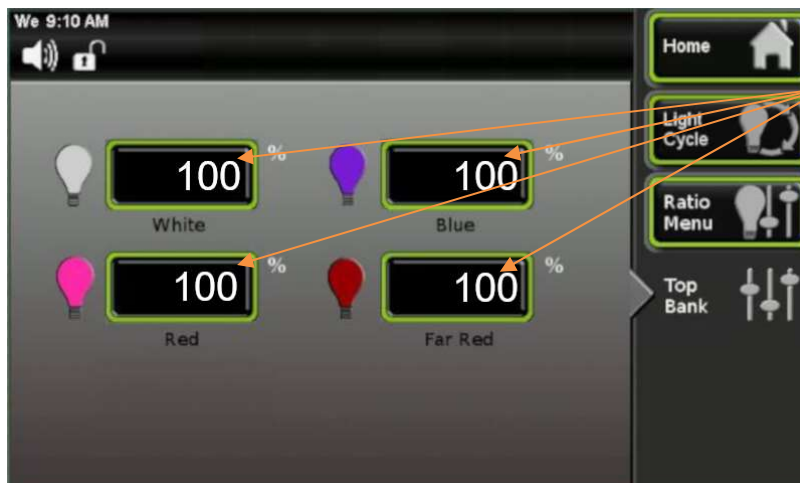 We 9:10 AM
Home
Light
Cycle
100 %
100 %
White
Blue
Ratio
Menu
100 %
100 %
Red
Far Red
Top
Bank